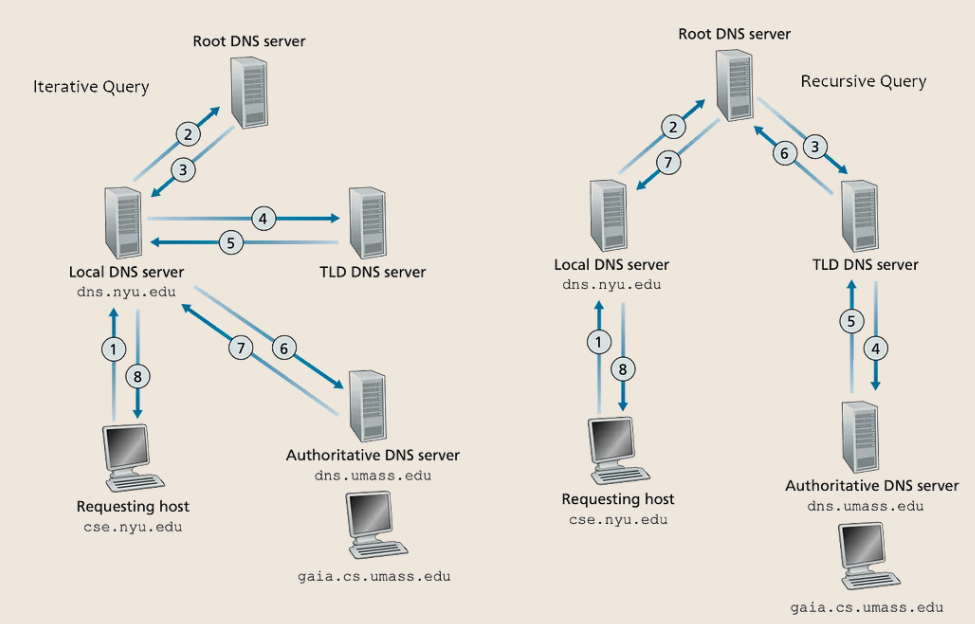 Root DNS server
Iterative Query
2
3
4
5
Local DNS server
dns.nyu.edu
TLD DNS server
1
8
7
6
Authoritative DNS server
dns.umass.edu
Requesting host
cse.nyu.edu
gaia.cs.umass.edu
Root DNS server
Recursive Query
2
7
6
3
Local DNS server
dns.nyu.edu
TLD DNS server
1
8
5
4
Requesting host
cse.nyu.edu
Authoritative DNS server
dns.umass.edu
gaia.cs.umass.edu